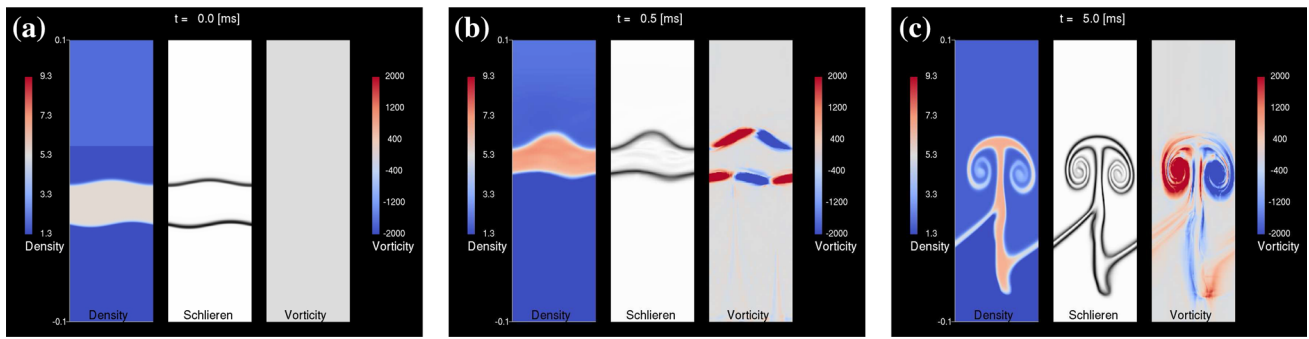 (a)
t = 0.0 [ms]
0.1
9.3
7.3
5.3
3.3
1.3
Density
-0.1
Density
Schlieren
Vorticity
2000
1200
400
-400
-1200
-2000
Vorticity
(b)
t = 0.5 [ms]
0.1
9.3
7.3
5.3
3.3
1.3
Density
-0.1
Density
Schlieren
Vorticity
2000
1200
400
-400
-1200
-2000
Vorticity
(c)
t = 5.0 [ms]
0.1
9.3
7.3
5.3
3.3
1.3
Density
-0.1
Density
Schlieren
Vorticity
2000
1200
400
-400
-1200
-2000
Vorticity